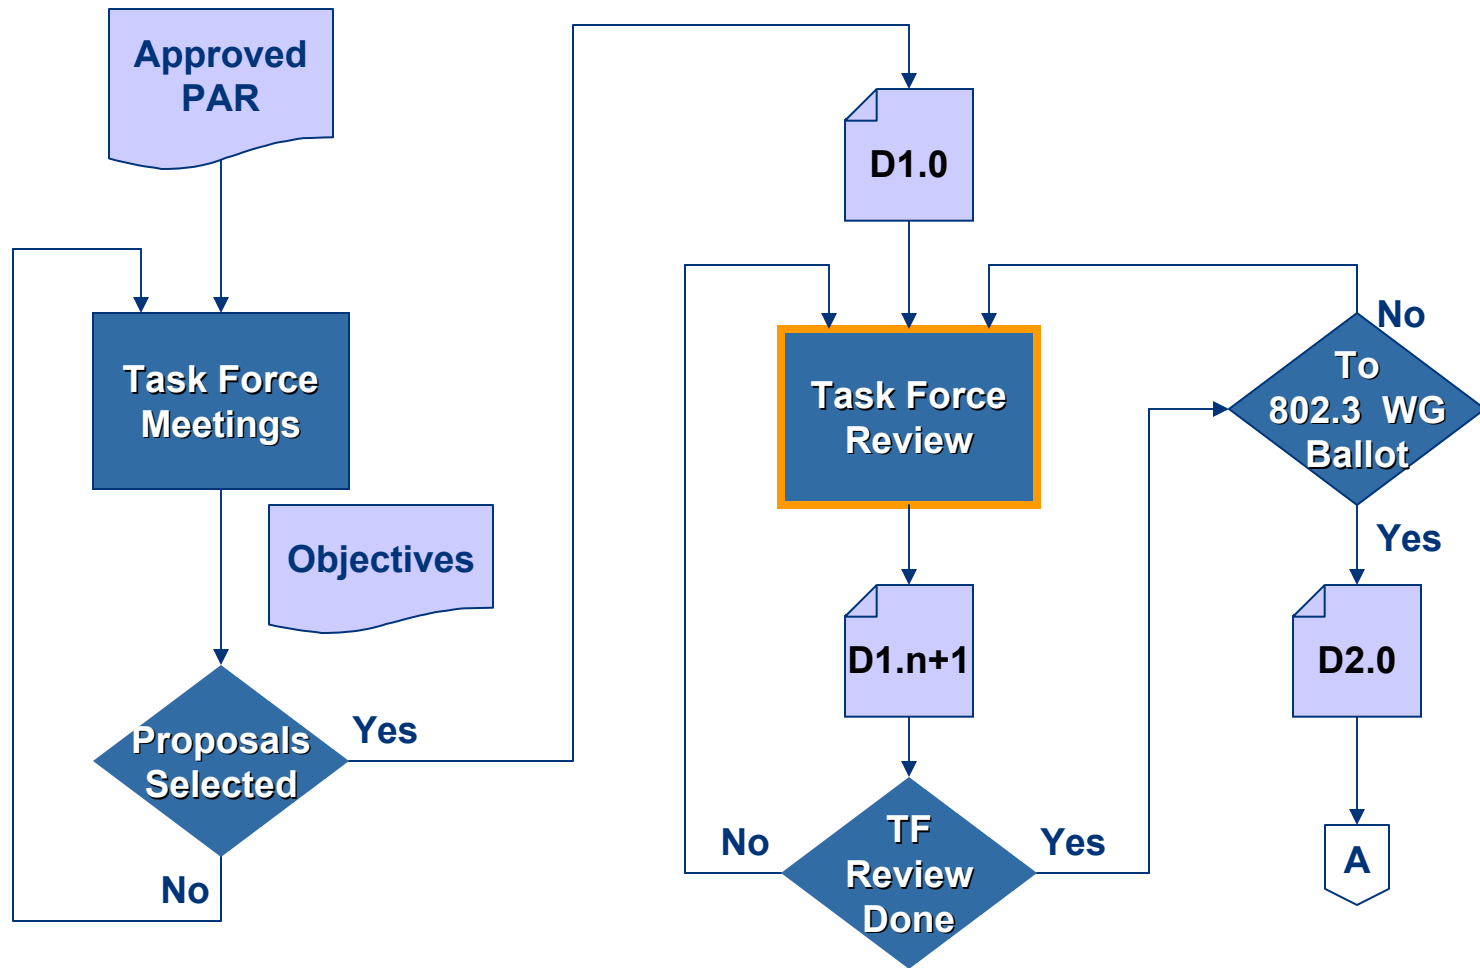 Approved
PAR
Task Force
Meetings
Objectives
Proposals
Selected
Yes
No
D1.0
Task Force
Review
D1.n+1
TF
Review
Done
No
Yes
To
802.3 WG
Ballot
No
Yes
D2.0
A